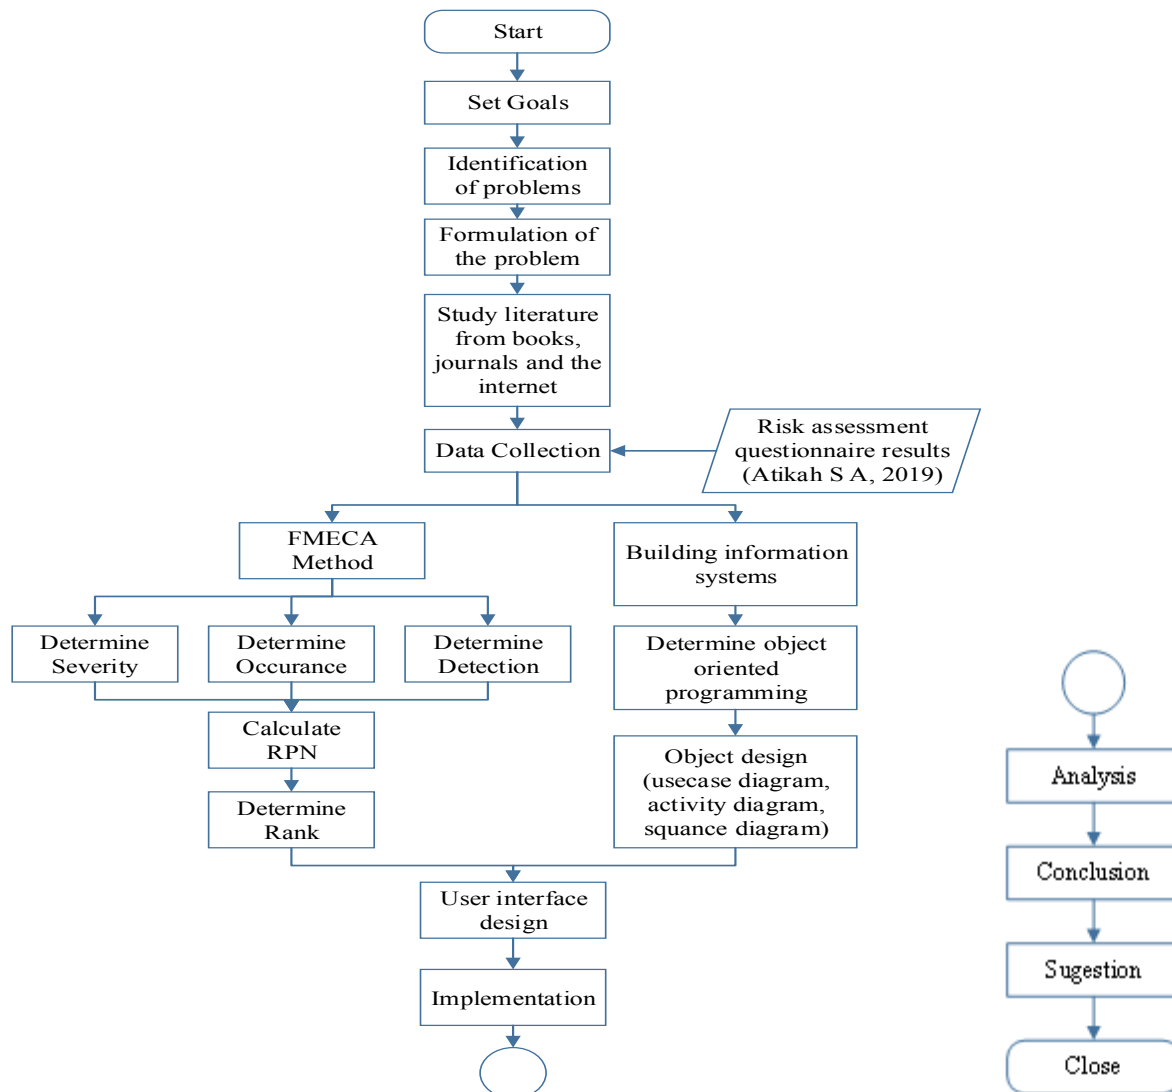 Start
Set Goals
Identification
of problems
Formulation of
the problem
Study literature
from books,
journals and the
internet
Data Collection
Risk assessment
questionnaire results
(Atikah S A, 2019)
FMECA
Method
Building information
systems
Determine
Severity
Determine
Occurance
Determine
Detection
Determine object
oriented
programming
Calculate
RPN
Object design
(usecase diagram,
activity diagram,
squance diagram)
Determine
Rank
User interface
design
Implementation
Analysis
Conclusion
Sugestion
Close